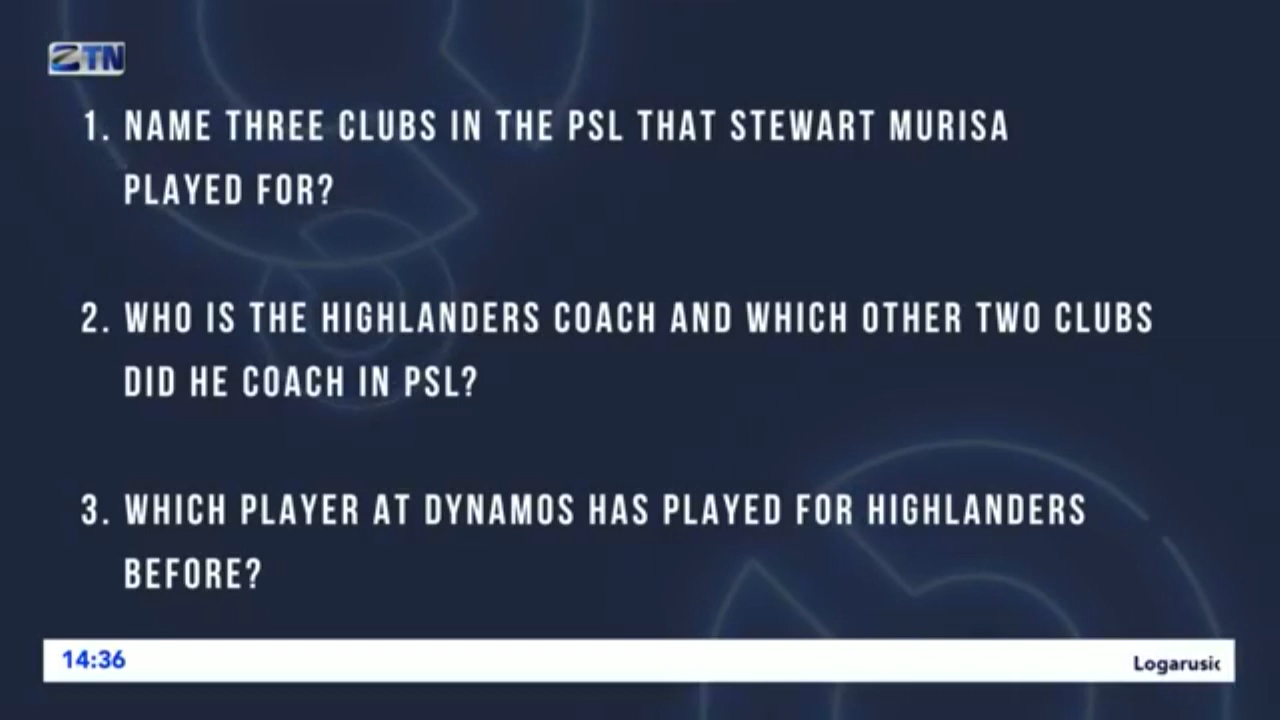 ZTN
1. NAME THREE CLUBS IN THE PSL THAT STEWART MURISA
PLAYED FOR?
2. WHO IS THE HIGHLANDERS COACH AND WHICH OTHER TWO CLUBS
DID HE COACH IN PSL?
3. WHICH PLAYER AT DYNAMOS HAS PLAYED FOR HIGHLANDERS
BEFORE?
14:36 Logarusic